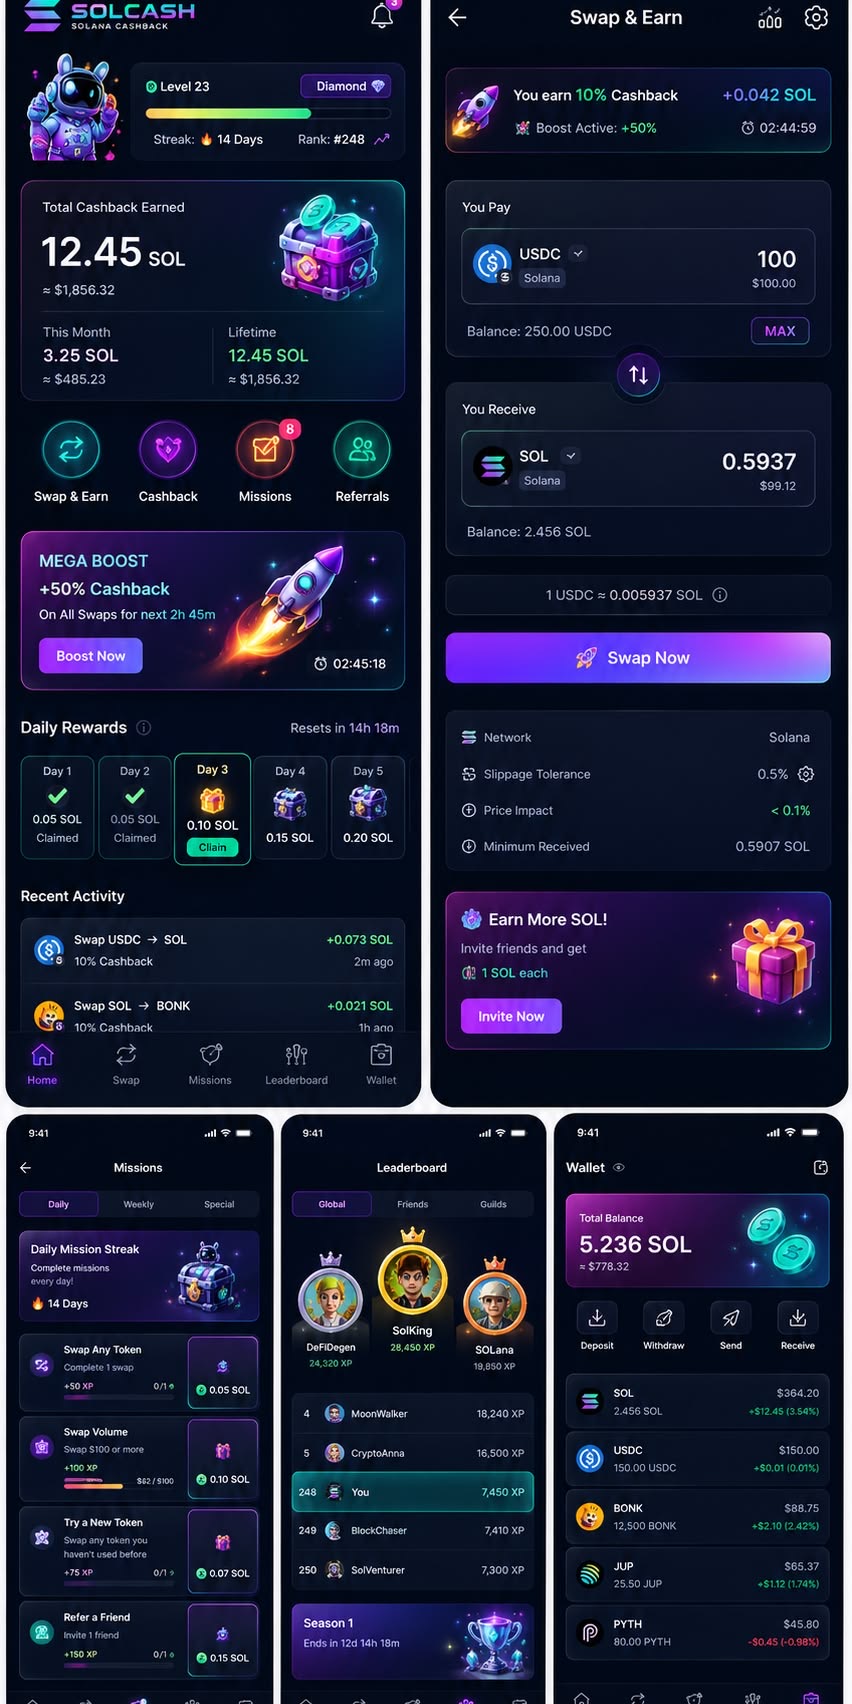 SOLCASH
SOLANA CASHBACK
3
Level 23
Diamond
Streak: 14 Days
Rank: #248
Total Cashback Earned
12.45 SOL
≈ $1,856.32
This Month
3.25 SOL
≈ $485.23
Lifetime
12.45 SOL
≈ $1,856.32
8
Swap & Earn
Cashback
Missions
Referrals
MEGA BOOST
+50% Cashback
On All Swaps for next 2h 45m
Boost Now
02:45:18
Daily Rewards
Resets in 14h 18m
Day 1
0.05 SOL
Claimed
Day 2
0.05 SOL
Claimed
Day 3
0.10 SOL
Day 4
0.15 SOL
Day 5
0.20 SOL
Recent Activity
Swap USDC → SOL
+0.073 SOL
10% Cashback
2m ago
Swap SOL → BONK
+0.021 SOL
10% Cashback
1h ago
Home
Swap
Missions
Leaderboard
Wallet
Swap & Earn
You earn 10% Cashback
+0.042 SOL
Boost Active: +50%
02:44:59
You Pay
USDC
Solana
100
$100.00
Balance: 250.00 USDC
MAX
You Receive
SOL
Solana
0.5937
$99.12
Balance: 2.456 SOL
1 USDC ≈ 0.005937 SOL
Swap Now
Network
Solana
Slippage Tolerance
0.5%
Price Impact
< 0.1%
Minimum Received
0.5907 SOL
Earn More SOL!
Invite friends and get
1 SOL each
Invite Now
9:41
Missions
Daily
Weekly
Special
Daily Mission Streak
Complete missions
every day!
14 Days
Swap Any Token
Complete 1 swap
+50 XP
0/1
0.05 SOL
Swap Volume
Swap $100 or more
+100 XP
$62 / $100
0.10 SOL
Try a New Token
Swap any token you
haven't used before
+75 XP
0/1
0.07 SOL
Refer a Friend
Invite 1 friend
+150 XP
0/1
0.15 SOL
9:41
Leaderboard
Global
Friends
Guilds
DeFiDegen
24,320 XP
SolKing
28,450 XP
SOLana
19,850 XP
4
MoonWalker
18,240 XP
5
CryptoAnna
16,500 XP
248
You
7,450 XP
249
BlockChaser
7,410 XP
250
SolVenturer
7,300 XP
Season 1
Ends in 12d 14h 18m
9:41
Wallet
Total Balance
5.236 SOL
≈ $778.32
Deposit
Withdraw
Send
Receive
SOL
$364.20
2.456 SOL
+$12.45 (3.54%)
USDC
$150.00
150.00 USDC
+$0.01 (0.01%)
BONK
$88.75
12,500 BONK
+$2.10 (2.42%)
JUP
$65.37
25.50 JUP
+$1.12 (1.74%)
PYTH
$45.80
80.00 PYTH
-$0.45 (-0.98%)